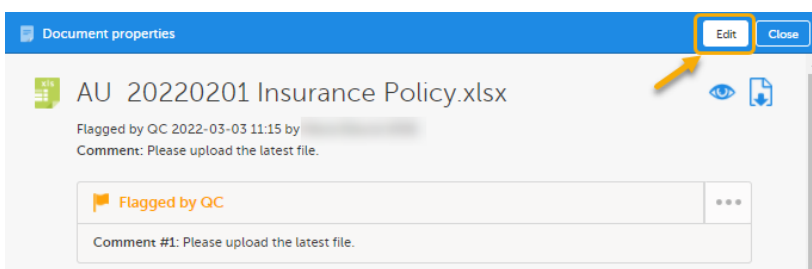 Document properties
Edit
Close
XLS
AU 20220201 Insurance Policy.xlsx
Flagged by QC 2022-03-03 11:15 by
Comment: Please upload the latest file.
Flagged by QC
Comment #1: Please upload the latest file.